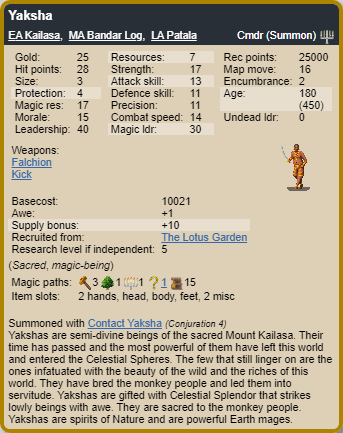 Yaksha
EA Kailasa, MA Bandar Log, LA Patala Cmdr (Summon)
Gold: 25 Resources: 7 Rec points: 25000
Hit points: 28 Strength: 17 Map move: 16
Size: 3 Attack skill: 13 Encumbrance: 2
Protection: 4 Defence skill: 11 Age: 180
Magic res: 17 Precision: 11 (450)
Morale: 15 Combat speed: 14 Undead ldr: 0
Leadership: 40 Magic ldr: 30
Weapons:
Falchion
Kick
Basecost: 10021
Awe: +1
Supply bonus: +10
Recruited from: The Lotus Garden
Research level if independent: 5
(Sacred, magic-being)
Magic paths: 3 1 1 ? 1 15
Item slots: 2 hands, head, body, feet, 2 misc
Summoned with Contact Yaksha (Conjuration 4)
Yakshas are semi-divine beings of the sacred Mount Kailasa. Their
time has passed and the most powerful of them have left this world
and entered the Celestial Spheres. The few that still linger on are the
ones infatuated with the beauty of the wild and the riches of this
world. They have bred the monkey people and led them into
servitude. Yakshas are gifted with Celestial Splendor that strikes
lowly beings with awe. They are sacred to the monkey people.
Yakshas are spirits of Nature and are powerful Earth mages.